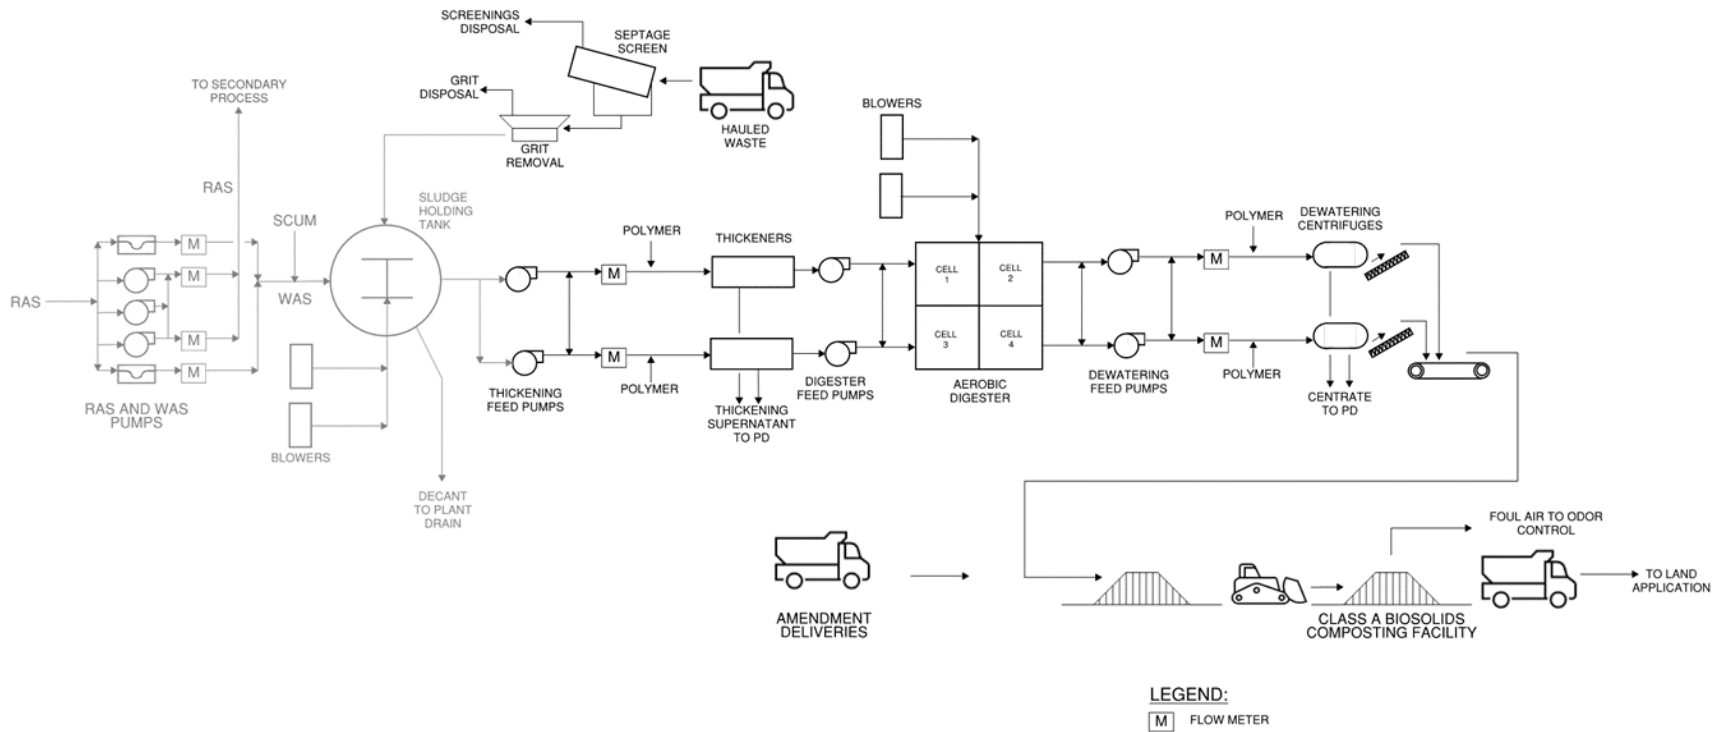 SCREENINGS
DISPOSAL
SEPTAGE
SCREEN
GRIT
DISPOSAL
HAULED
WASTE
GRIT
REMOVAL
TO SECONDARY
PROCESS
BLOWERS
RAS
SCUM
SLUDGE
HOLDING
TANK
POLYMER
THICKENERS
POLYMER
DEWATERING
CENTRIFUGES
M
M
M
M
M
M
M
M
RAS
WAS
CELL
1
CELL
2
CELL
3
CELL
4
RAS AND WAS
PUMPS
BLOWERS
THICKENING
FEED PUMPS
POLYMER
DIGESTER
FEED PUMPS
AEROBIC
DIGESTER
DEWATERING
FEED PUMPS
POLYMER
THICKENING
SUPERNATANT
TO PD
CENTRATE
TO PD
DECANT
TO PLANT
DRAIN
FOUL AIR TO ODOR
CONTROL
TO LAND
APPLICATION
AMENDMENT
DELIVERIES
CLASS A BIOSOLIDS
COMPOSTING FACILITY
LEGEND:
M FLOW METER